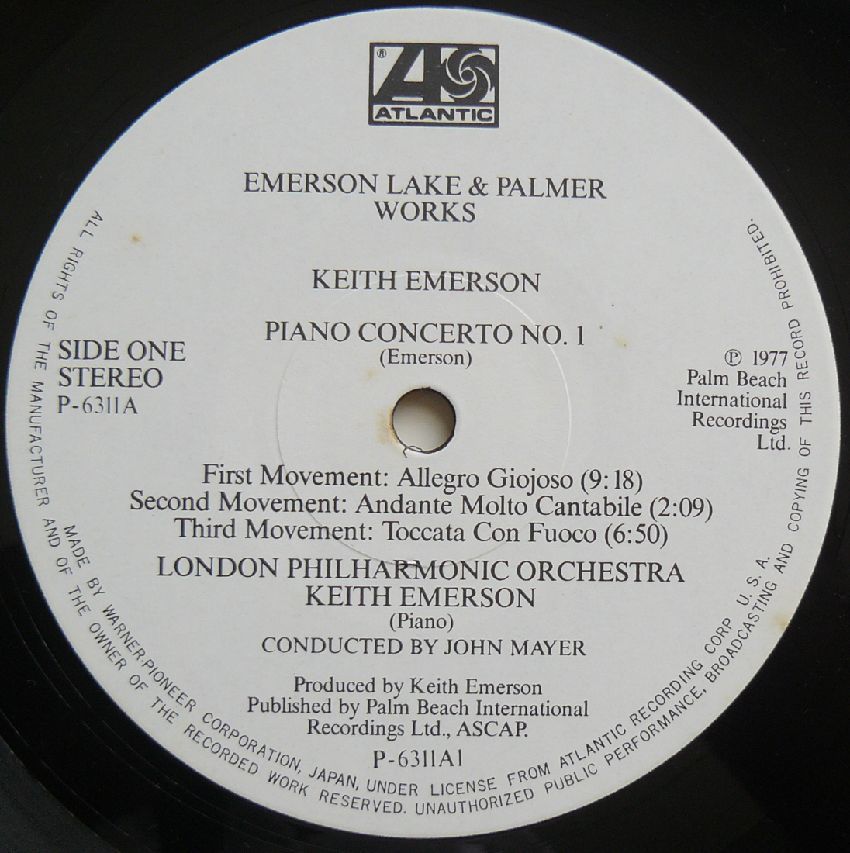 ®
ATLANTIC
EMERSON LAKE & PALMER
WORKS
KEITH EMERSON
PIANO CONCERTO NO. 1
(Emerson)
SIDE ONE
STEREO
P-6311A
℗ 1977
Palm Beach
International
Recordings
Ltd.
First Movement: Allegro Giojoso (9:18)
Second Movement: Andante Molto Cantabile (2:09)
Third Movement: Toccata Con Fuoco (6:50)
LONDON PHILHARMONIC ORCHESTRA
KEITH EMERSON
(Piano)
CONDUCTED BY JOHN MAYER
Produced by Keith Emerson
Published by Palm Beach International
Recordings Ltd., ASCAP.
P-6311A1
MADE BY WARNER-PIONEER CORPORATION, JAPAN, UNDER LICENSE FROM ATLANTIC RECORDING CORP. U. S. A.
ALL RIGHTS OF THE MANUFACTURER AND OF THE OWNER OF THE RECORDED WORK RESERVED. UNAUTHORIZED PUBLIC PERFORMANCE, BROADCASTING AND COPYING OF THIS RECORD PROHIBITED.